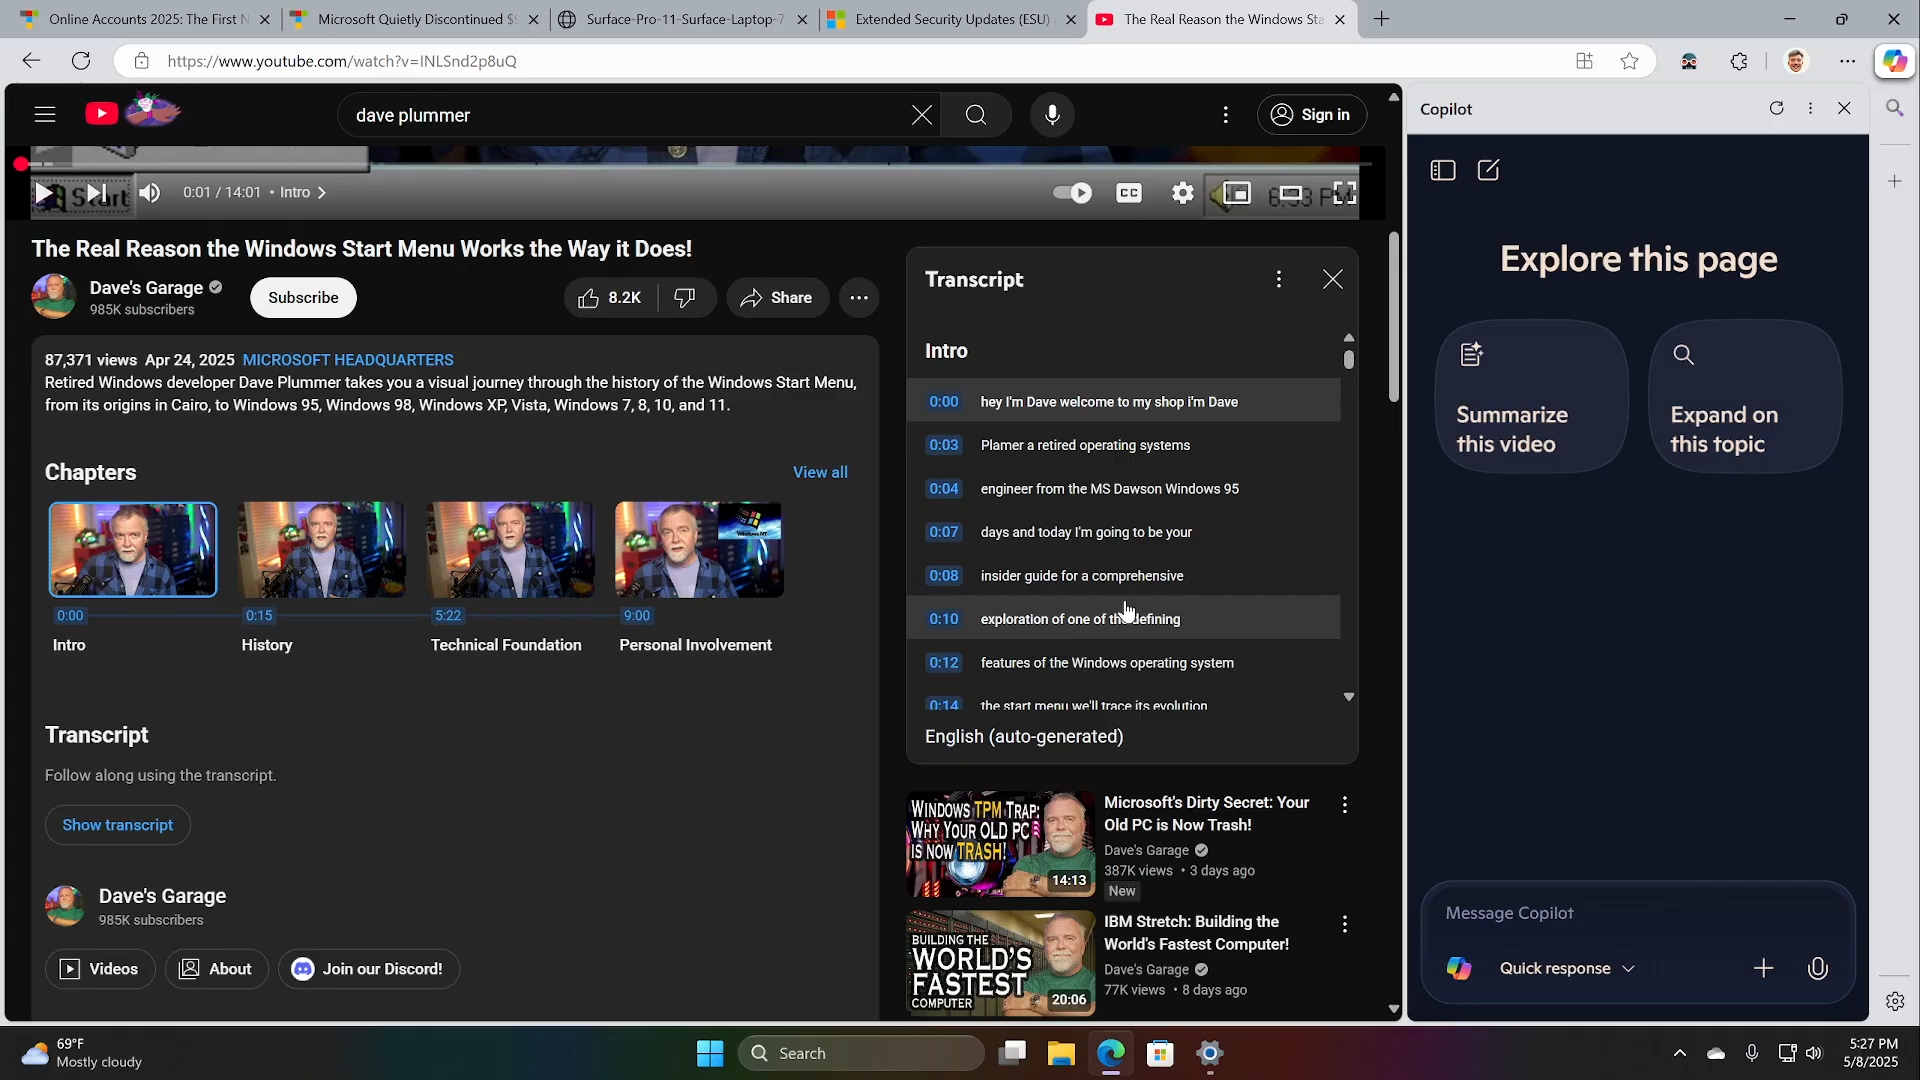 Online Accounts 2025: The First N
Microsoft Quietly Discontinued $
Surface-Pro-11-Surface-Laptop-7
Extended Security Updates (ESU)
The Real Reason the Windows Sta
https://www.youtube.com/watch?v=INLSnd2p8uQ
dave plummer
Sign in
Start
0:01 / 14:01 • Intro
CC
The Real Reason the Windows Start Menu Works the Way it Does!
Dave's Garage
985K subscribers
Subscribe
8.2K
Share
87,371 views Apr 24, 2025 MICROSOFT HEADQUARTERS
Retired Windows developer Dave Plummer takes you a visual journey through the history of the Windows Start Menu,
from its origins in Cairo, to Windows 95, Windows 98, Windows XP, Vista, Windows 7, 8, 10, and 11.
Chapters
View all
0:00
0:15
5:22
9:00
Intro
History
Technical Foundation
Personal Involvement
Transcript
Follow along using the transcript.
Show transcript
Dave's Garage
985K subscribers
Videos
About
Join our Discord!
Transcript
Intro
0:00 hey I'm Dave welcome to my shop i'm Dave
0:03 Plamer a retired operating systems
0:04 engineer from the MS Dawson Windows 95
0:07 days and today I'm going to be your
0:08 insider guide for a comprehensive
0:10 exploration of one of the defining
0:12 features of the Windows operating system
0:14 the start menu we'll trace its evolution
English (auto-generated)
WINDOWS TPM TRAP:
WHY YOUR OLD PC
IS NOW TRASH!
14:13
Microsoft's Dirty Secret: Your
Old PC is Now Trash!
Dave's Garage
387K views • 3 days ago
New
BUILDING THE
WORLD'S
FASTEST
COMPUTER
20:06
IBM Stretch: Building the
World's Fastest Computer!
Dave's Garage
77K views • 8 days ago
Copilot
Explore this page
Summarize
this video
Expand on
this topic
Message Copilot
Quick response
69°F
Mostly cloudy
Search
5:27 PM
5/8/2025